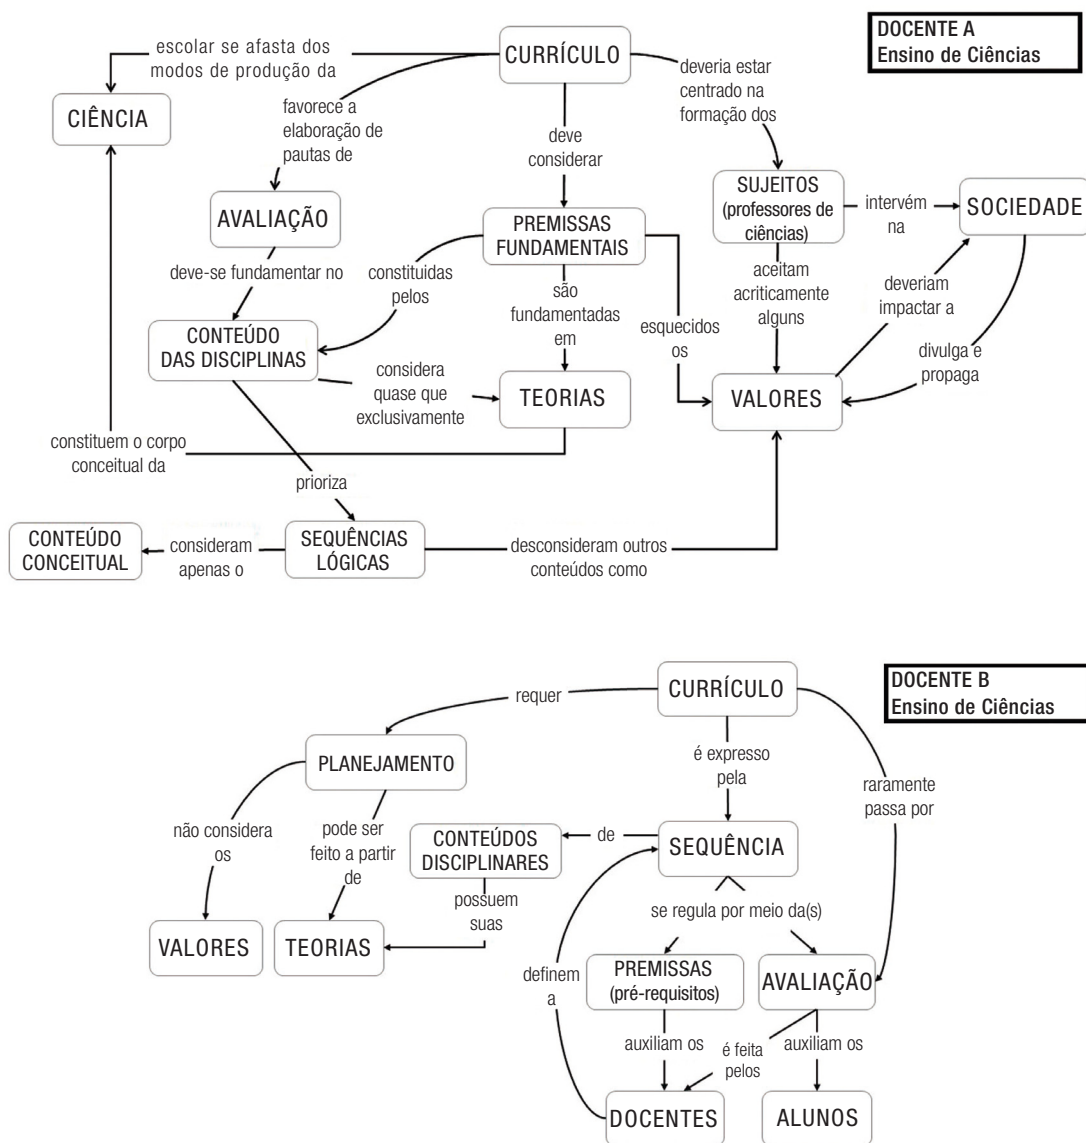 DOCENTE A
Ensino de Ciências
CURRÍCULO
escolar se afasta dos
modos de produção da
CIÊNCIA
favorece a
elaboração de
pautas de
deve
considerar
deveria estar
centrado na
formação dos
AVALIAÇÃO
PREMISSAS
FUNDAMENTAIS
SUJEITOS
(professores de
ciências)
intervém
na
SOCIEDADE
deve-se fundamentar no
constituidas
pelos
são
fundamentadas
em
esquecidos
os
aceitam
acriticamente
alguns
deveriam
impactar a
divulga e
propaga
CONTEÚDO
DAS DISCIPLINAS
considera
quase que
exclusivamente
TEORIAS
VALORES
constituem o corpo
conceitual da
prioriza
CONTEÚDO
CONCEITUAL
consideram
apenas o
SEQUÊNCIAS
LÓGICAS
desconsideram outros
conteúdos como
DOCENTE B
Ensino de Ciências
CURRÍCULO
requer
PLANEJAMENTO
é expresso
pela
raramente
passa por
não considera
os
pode ser
feito a partir
de
CONTEÚDOS
DISCIPLINARES
de
SEQUÊNCIA
possuem
suas
se regula por meio da(s)
VALORES
TEORIAS
definem
a
PREMISSAS
(pré-requisitos)
AVALIAÇÃO
auxiliam os
é feita
pelos
auxiliam os
DOCENTES
ALUNOS